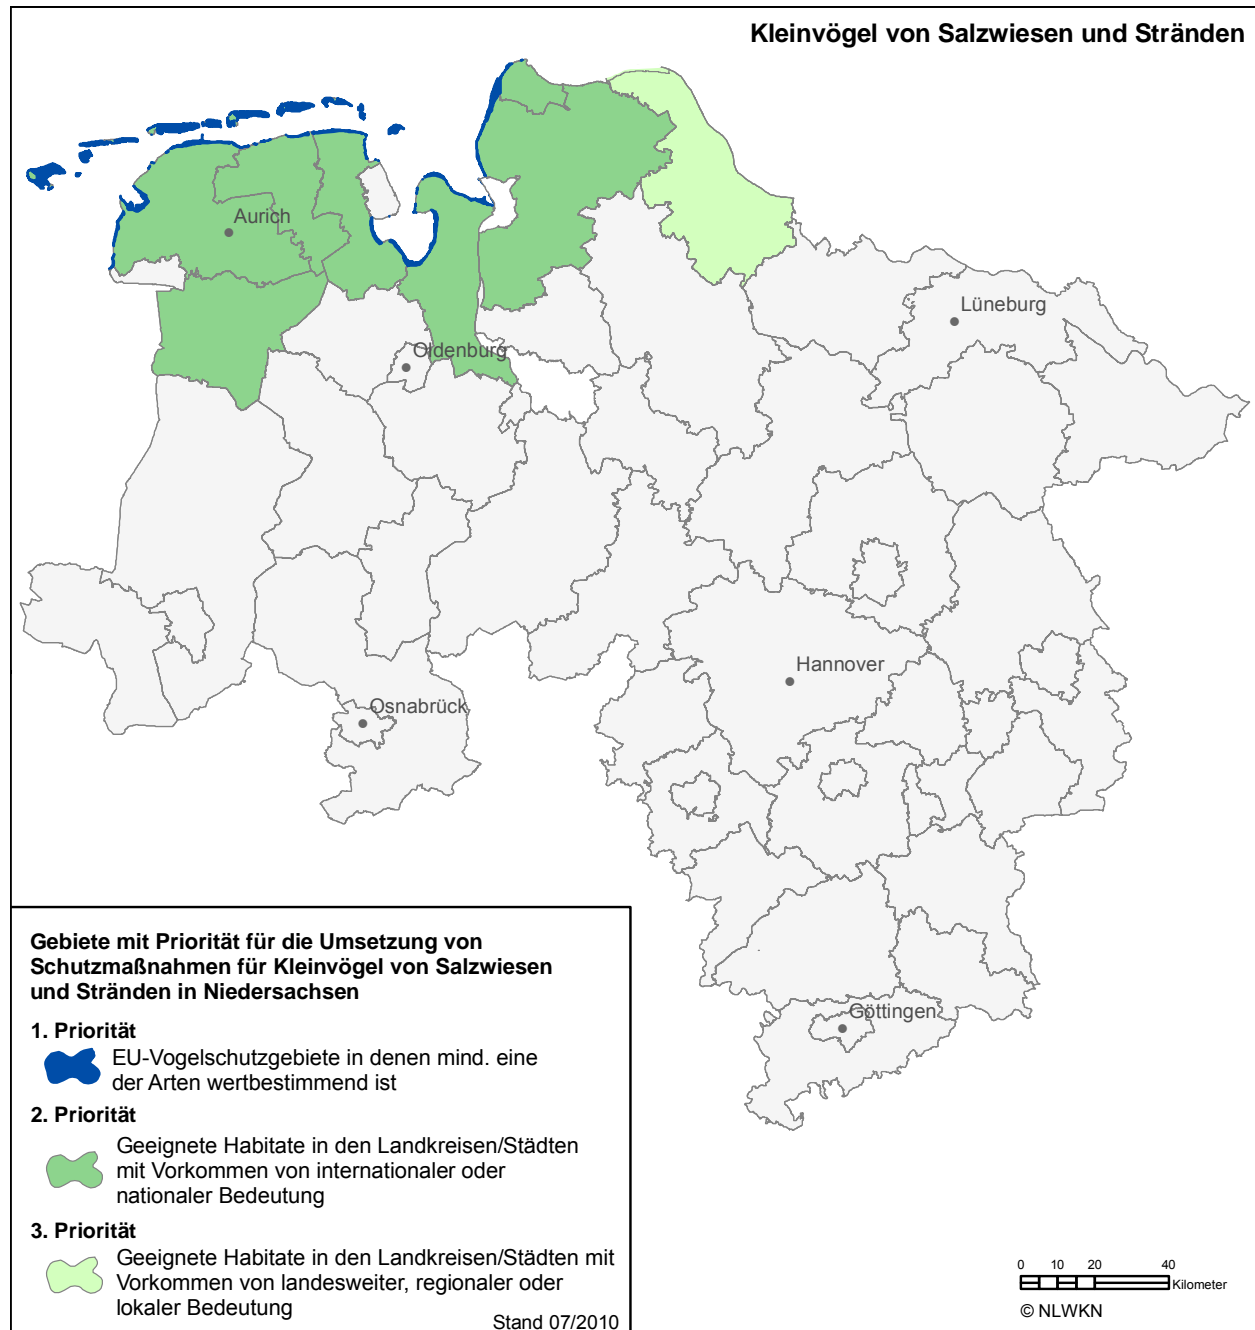 Kleinvögel von Salzwiesen und Stränden
Aurich
Lüneburg
Oldenburg
Hannover
Osnabrück
Göttingen
Gebiete mit Priorität für die Umsetzung von
Schutzmaßnahmen für Kleinvögel von Salzwiesen
und Stränden in Niedersachsen
1. Priorität
EU-Vogelschutzgebiete in denen mind. eine
der Arten wertbestimmend ist
2. Priorität
Geeignete Habitate in den Landkreisen/Städten
mit Vorkommen von internationaler oder
nationaler Bedeutung
3. Priorität
Geeignete Habitate in den Landkreisen/Städten mit
Vorkommen von landesweiter, regionaler oder
lokaler Bedeutung
Stand 07/2010
0 10 20 40
Kilometer
© NLWKN